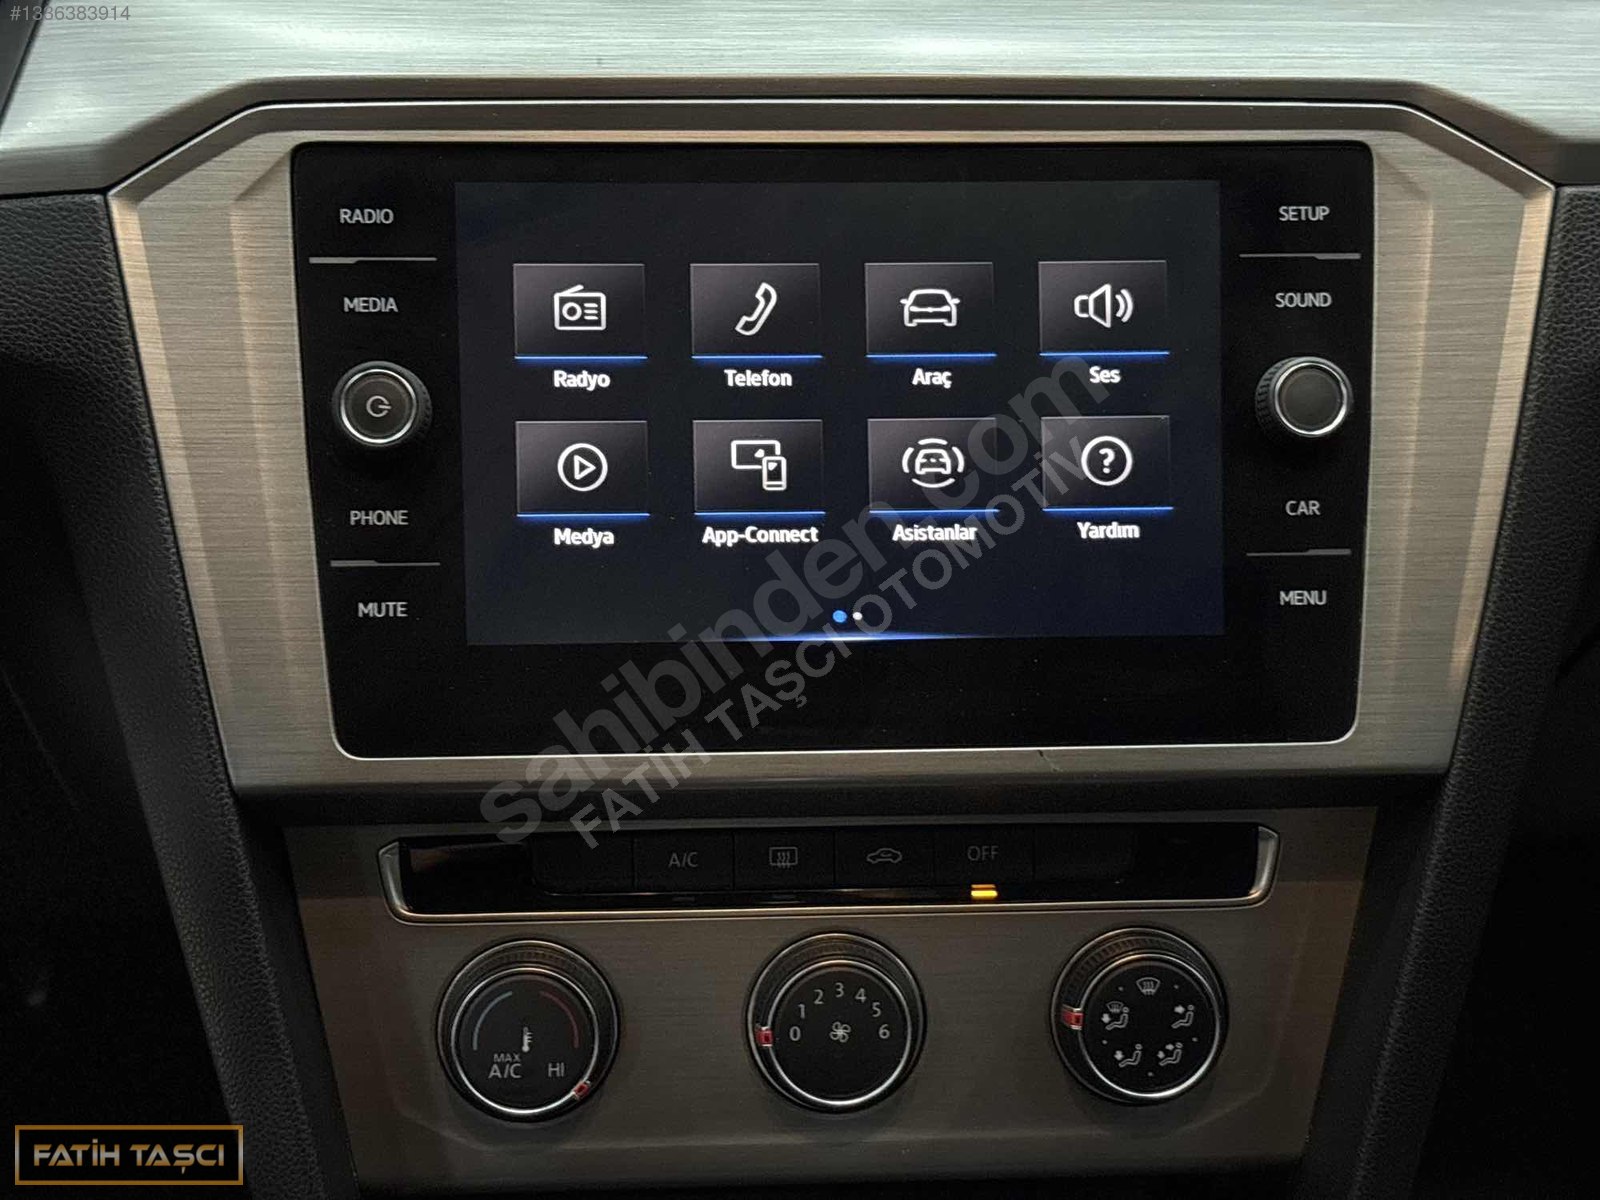 #1336383914
RADIO
MEDIA
PHONE
MUTE
Radyo
Telefon
Araç
Ses
Medya
App-Connect
Asistanlar
Yardım
SETUP
SOUND
CAR
MENU
sahibinden.com
FATİH TAŞCI OTOMOTİV
A/C
OFF
MAX
A/C
HI
0
1
2
3
4
5
6
FATİH TAŞCI